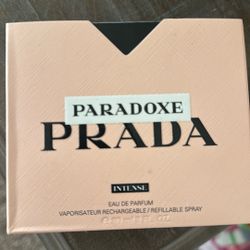 PARADOXE
PRADA
INTENSE
EAU DE PARFUM
VAPORISATEUR RECHARGEABLE / REFILLABLE SPRAY